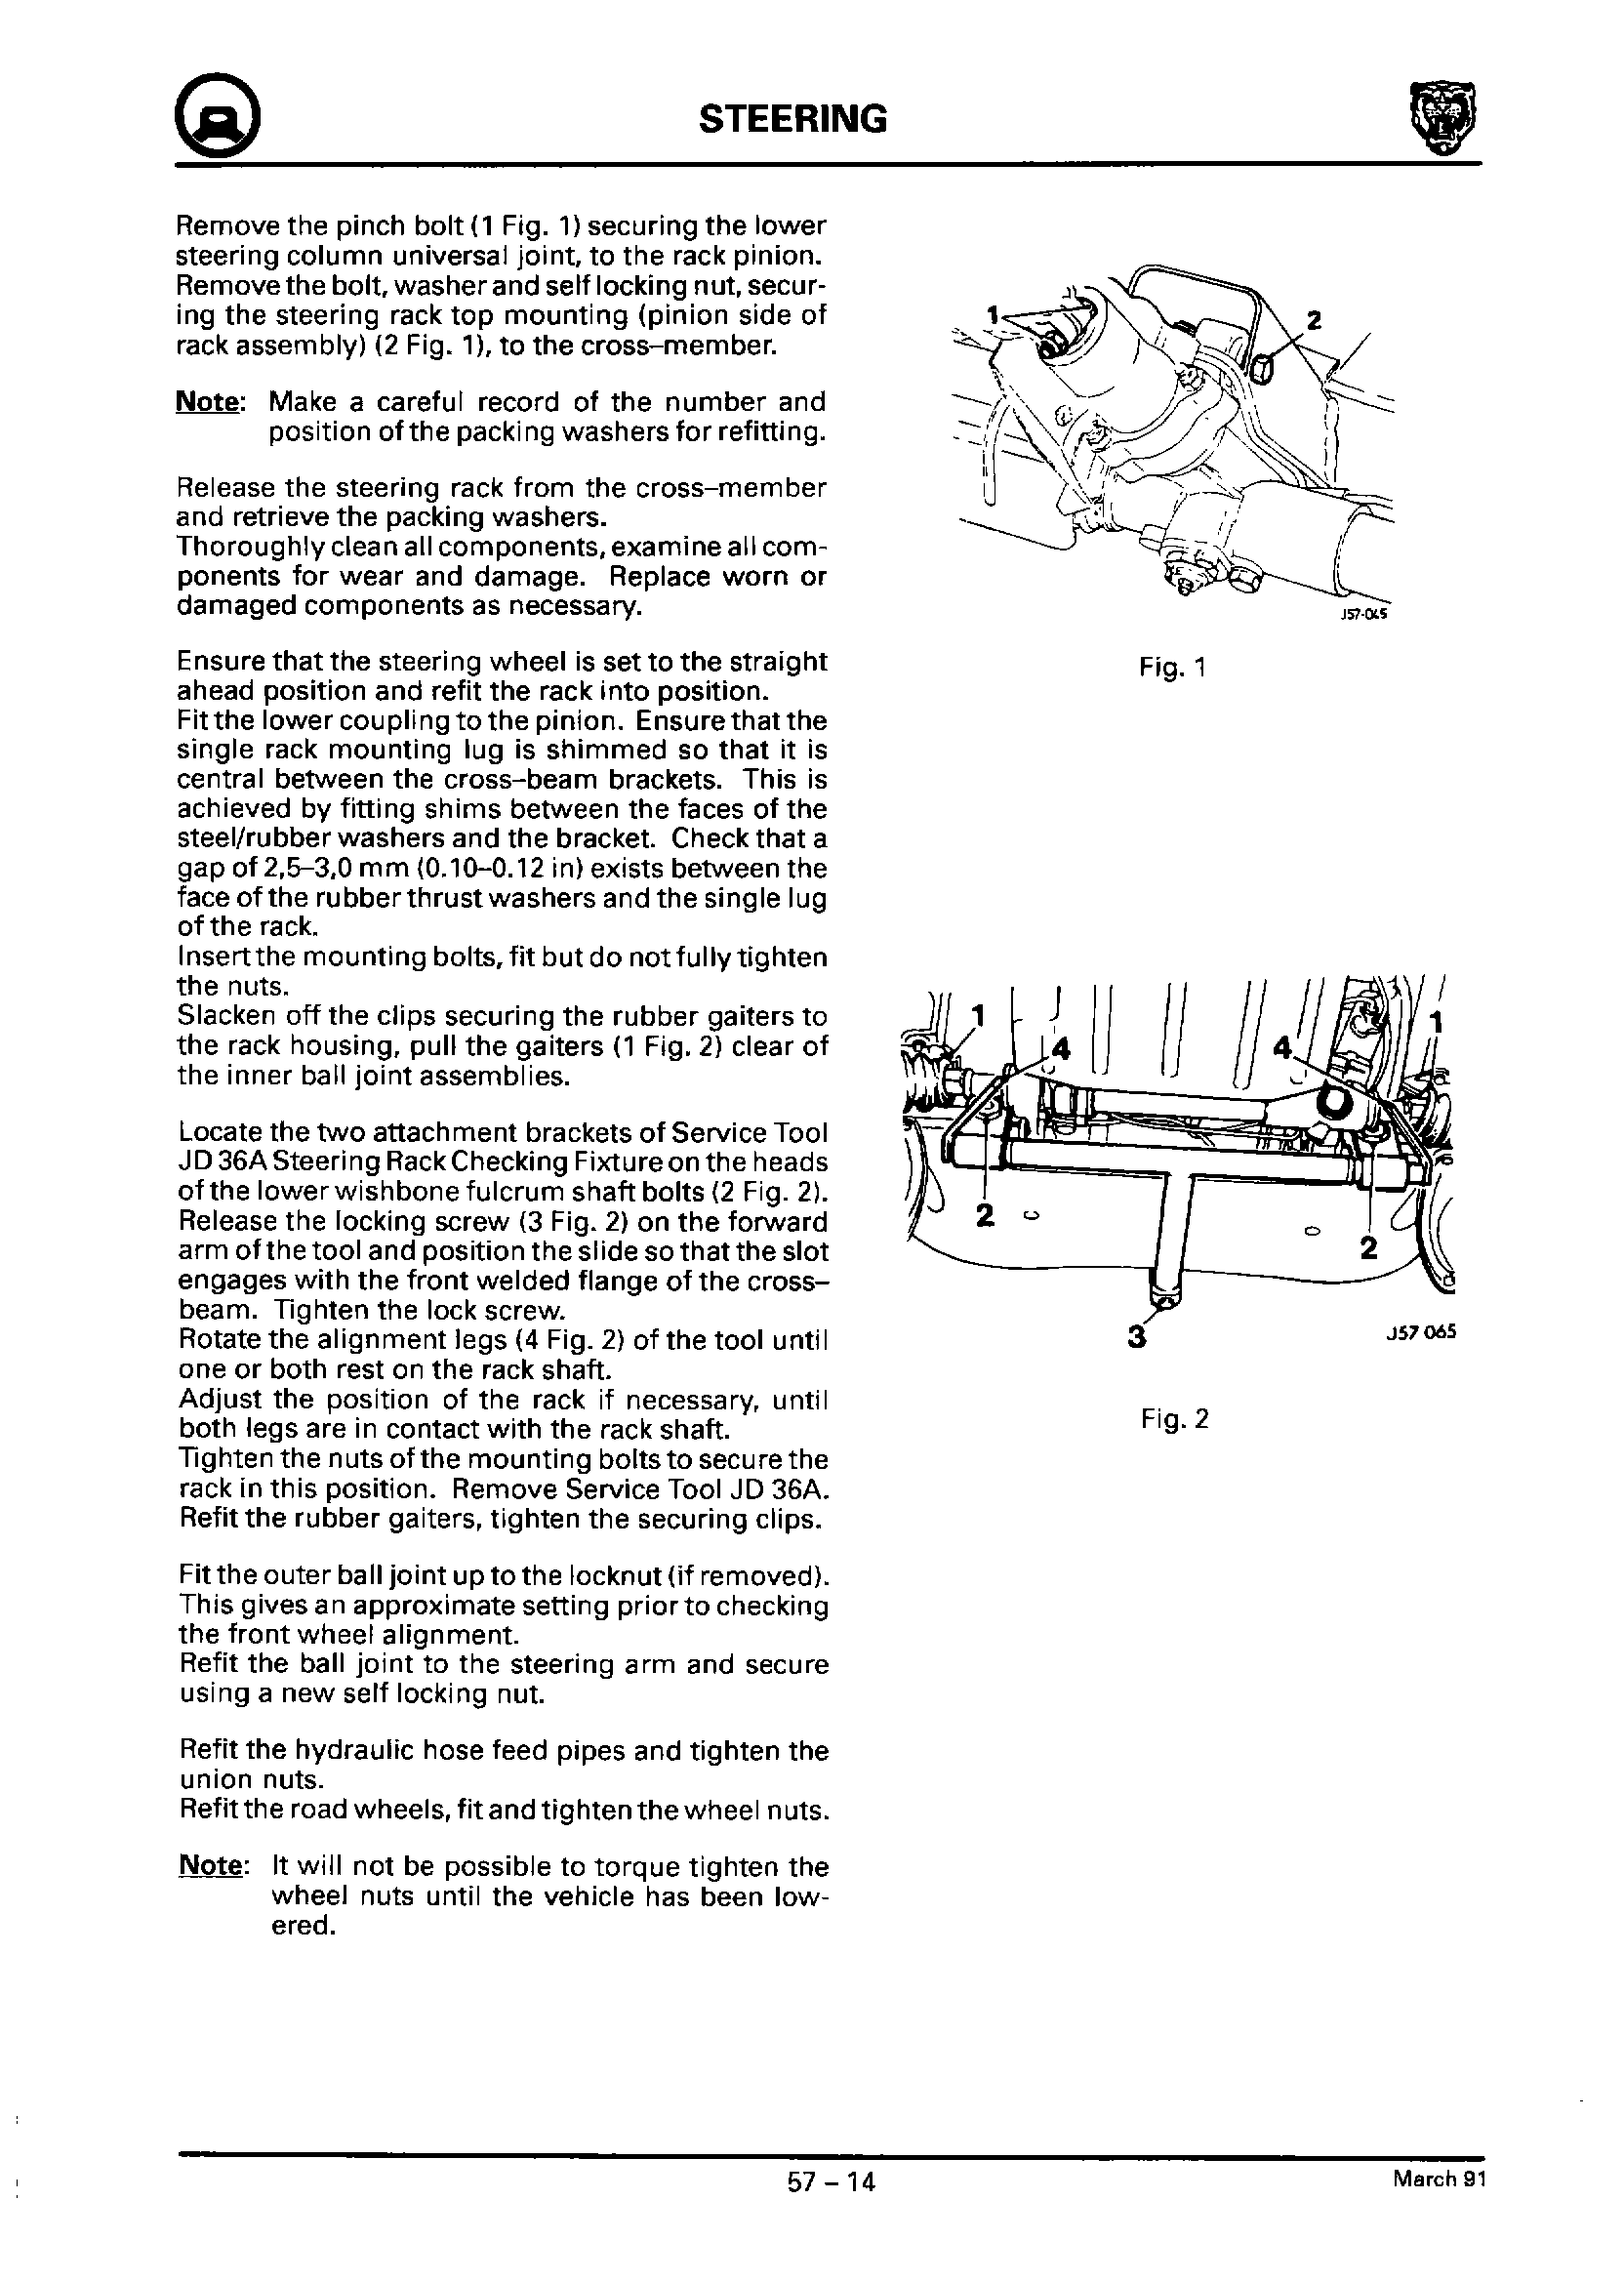 STEERING
Remove the pinch bolt (1 Fig. 1) securing the lower
steering column universal joint, to the rack pinion.
Remove the bolt, washer and self locking nut, secur-
ing the steering rack top mounting (pinion side of
rack assembly) (2 Fig. 1), to the cross–member.
Note: Make a careful record of the number and
position of the packing washers for refitting.
Release the steering rack from the cross–member
and retrieve the packing washers.
Thoroughly clean all components, examine all com-
ponents for wear and damage. Replace worn or
damaged components as necessary.
Ensure that the steering wheel is set to the straight
ahead position and refit the rack into position.
Fit the lower coupling to the pinion. Ensure that the
single rack mounting lug is shimmed so that it is
central between the cross–beam brackets. This is
achieved by fitting shims between the faces of the
steel/rubber washers and the bracket. Check that a
gap of 2,5–3,0 mm (0.10–0.12 in) exists between the
face of the rubber thrust washers and the single lug
of the rack.
Insert the mounting bolts, fit but do not fully tighten
the nuts.
Slacken off the clips securing the rubber gaiters to
the rack housing, pull the gaiters (1 Fig. 2) clear of
the inner ball joint assemblies.
Locate the two attachment brackets of Service Tool
JD 36A Steering Rack Checking Fixture on the heads
of the lower wishbone fulcrum shaft bolts (2 Fig. 2).
Release the locking screw (3 Fig. 2) on the forward
arm of the tool and position the slide so that the slot
engages with the front welded flange of the cross–
beam. Tighten the lock screw.
Rotate the alignment legs (4 Fig. 2) of the tool until
one or both rest on the rack shaft.
Adjust the position of the rack if necessary, until
both legs are in contact with the rack shaft.
Tighten the nuts of the mounting bolts to secure the
rack in this position. Remove Service Tool JD 36A.
Refit the rubber gaiters, tighten the securing clips.
Fit the outer ball joint up to the locknut (if removed).
This gives an approximate setting prior to checking
the front wheel alignment.
Refit the ball joint to the steering arm and secure
using a new self locking nut.
Refit the hydraulic hose feed pipes and tighten the
union nuts.
Refit the road wheels, fit and tighten the wheel nuts.
Note: It will not be possible to torque tighten the
wheel nuts until the vehicle has been low-
ered.
1
2
Fig. 1
1
4
4
1
2
2
3
J57 065
Fig. 2
57 – 14
March 91